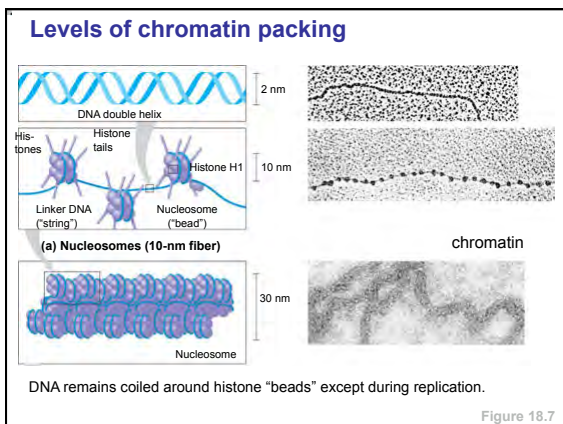 Levels of chromatin packing
2 nm
DNA double helix
His-
tones
Histone
tails
Histone H1
10 nm
Linker DNA
("string")
Nucleosome
("bead")
(a) Nucleosomes (10-nm fiber)
chromatin
30 nm
Nucleosome
DNA remains coiled around histone "beads" except during replication.
Figure 18.7